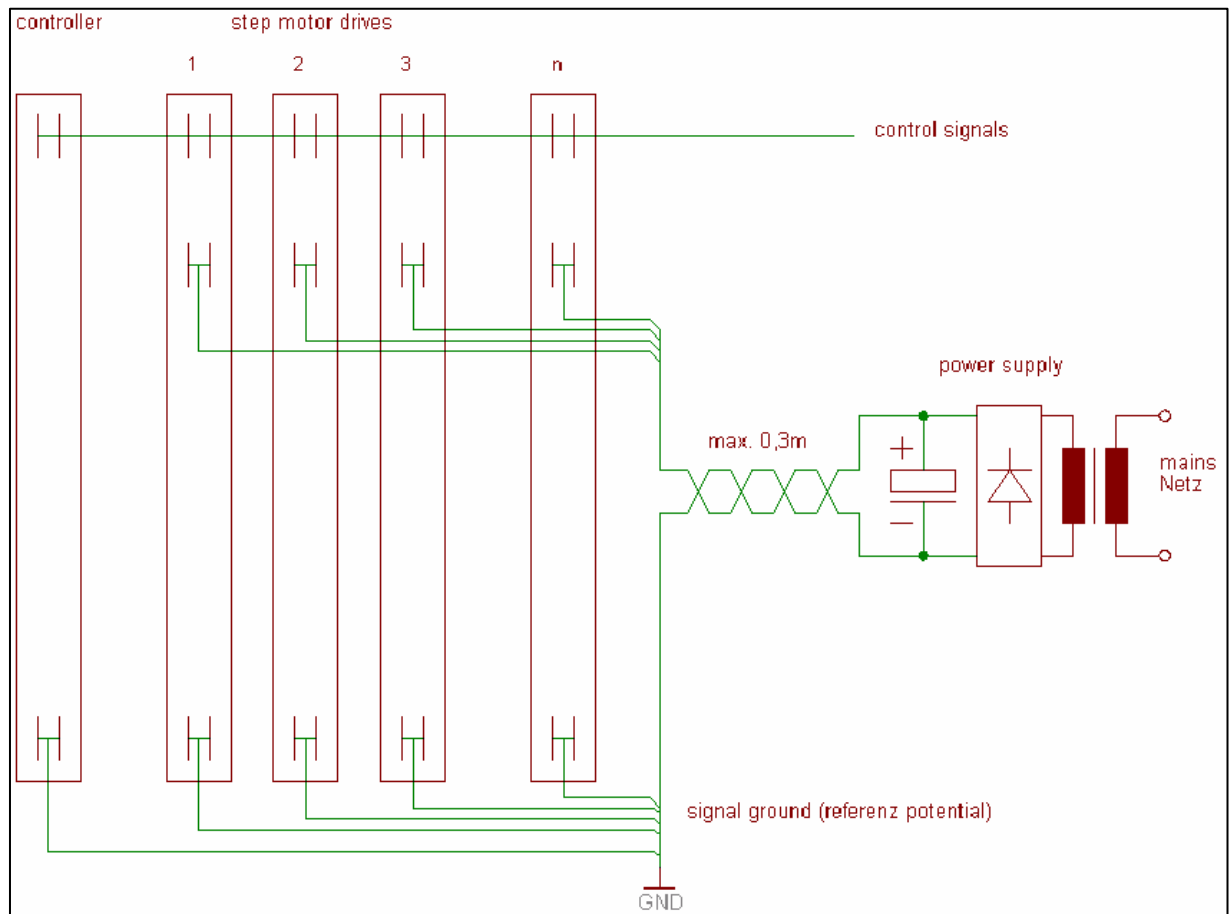 controller
step motor drives
1
2
3
n
control signals
power supply
max. 0,3m
+
−
mains
Netz
signal ground (referenz potential)
GND